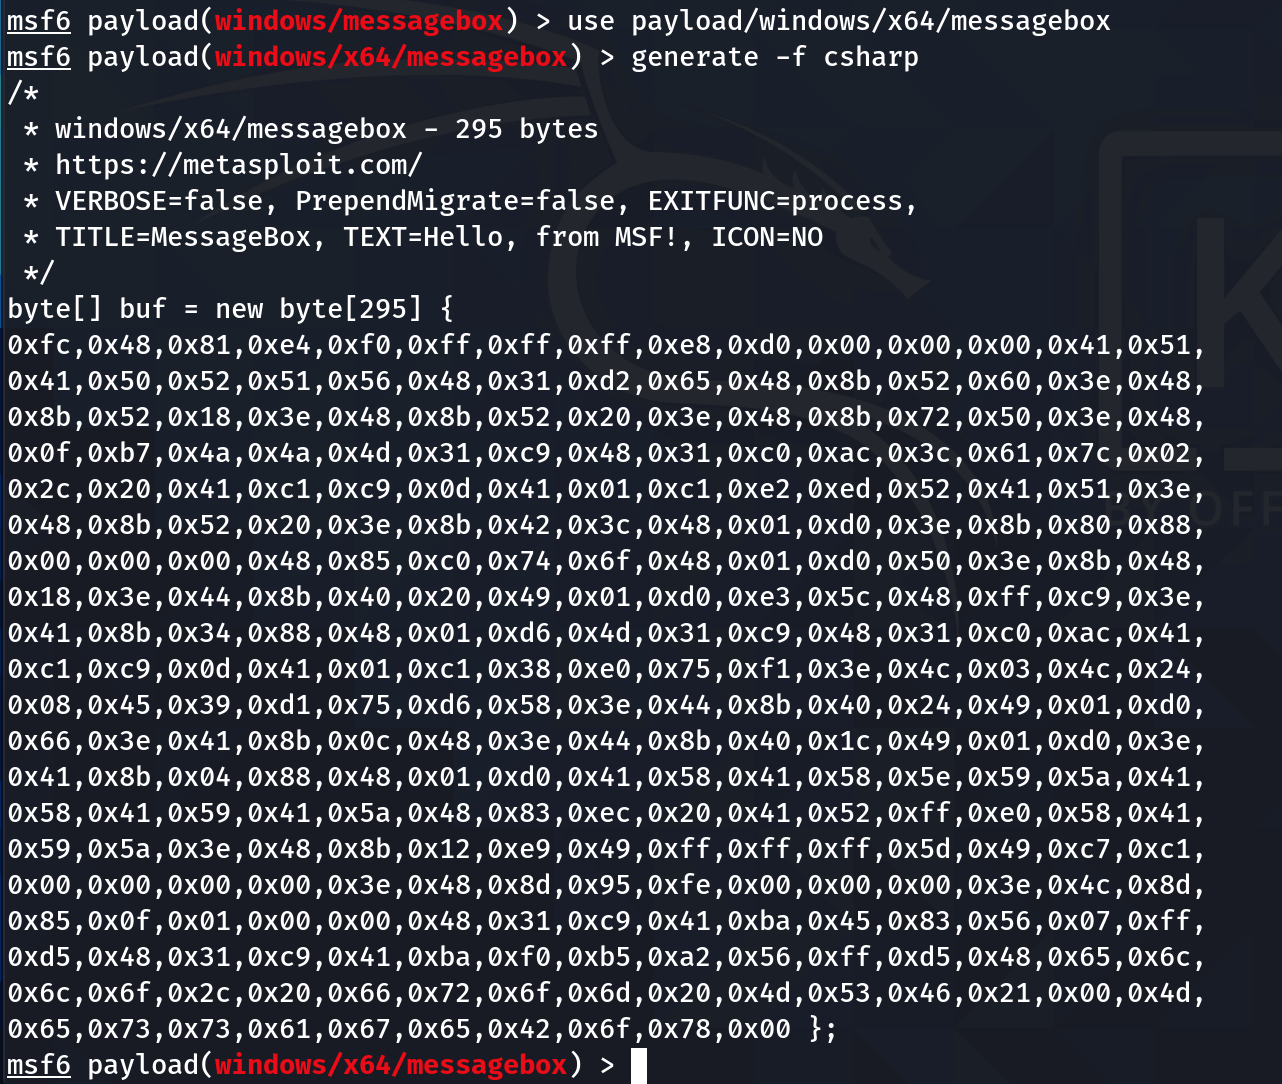 msf6 payload(windows/messagebox) > use payload/windows/x64/messagebox
msf6 payload(windows/x64/messagebox) > generate -f csharp
/*
 * windows/x64/messagebox - 295 bytes
 * https://metasploit.com/
 * VERBOSE=false, PrependMigrate=false, EXITFUNC=process,
 * TITLE=MessageBox, TEXT=Hello, from MSF!, ICON=NO
 */
byte[] buf = new byte[295] {
0xfc,0x48,0x81,0xe4,0xf0,0xff,0xff,0xff,0xe8,0xd0,0x00,0x00,0x00,0x41,0x51,
0x41,0x50,0x52,0x51,0x56,0x48,0x31,0xd2,0x65,0x48,0x8b,0x52,0x60,0x3e,0x48,
0x8b,0x52,0x18,0x3e,0x48,0x8b,0x52,0x20,0x3e,0x48,0x8b,0x72,0x50,0x3e,0x48,
0x0f,0xb7,0x4a,0x4a,0x4d,0x31,0xc9,0x48,0x31,0xc0,0xac,0x3c,0x61,0x7c,0x02,
0x2c,0x20,0x41,0xc1,0xc9,0x0d,0x41,0x01,0xc1,0xe2,0xed,0x52,0x41,0x51,0x3e,
0x48,0x8b,0x52,0x20,0x3e,0x8b,0x42,0x3c,0x48,0x01,0xd0,0x3e,0x8b,0x80,0x88,
0x00,0x00,0x00,0x48,0x85,0xc0,0x74,0x6f,0x48,0x01,0xd0,0x50,0x3e,0x8b,0x48,
0x18,0x3e,0x44,0x8b,0x40,0x20,0x49,0x01,0xd0,0xe3,0x5c,0x48,0xff,0xc9,0x3e,
0x41,0x8b,0x34,0x88,0x48,0x01,0xd6,0x4d,0x31,0xc9,0x48,0x31,0xc0,0xac,0x41,
0xc1,0xc9,0x0d,0x41,0x01,0xc1,0x38,0xe0,0x75,0xf1,0x3e,0x4c,0x03,0x4c,0x24,
0x08,0x45,0x39,0xd1,0x75,0xd6,0x58,0x3e,0x44,0x8b,0x40,0x24,0x49,0x01,0xd0,
0x66,0x3e,0x41,0x8b,0x0c,0x48,0x3e,0x44,0x8b,0x40,0x1c,0x49,0x01,0xd0,0x3e,
0x41,0x8b,0x04,0x88,0x48,0x01,0xd0,0x41,0x58,0x41,0x58,0x5e,0x59,0x5a,0x41,
0x58,0x41,0x59,0x41,0x5a,0x48,0x83,0xec,0x20,0x41,0x52,0xff,0xe0,0x58,0x41,
0x59,0x5a,0x3e,0x48,0x8b,0x12,0xe9,0x49,0xff,0xff,0xff,0x5d,0x49,0xc7,0xc1,
0x00,0x00,0x00,0x00,0x3e,0x48,0x8d,0x95,0xfe,0x00,0x00,0x00,0x3e,0x4c,0x8d,
0x85,0x0f,0x01,0x00,0x00,0x48,0x31,0xc9,0x41,0xba,0x45,0x83,0x56,0x07,0xff,
0xd5,0x48,0x31,0xc9,0x41,0xba,0xf0,0xb5,0xa2,0x56,0xff,0xd5,0x48,0x65,0x6c,
0x6c,0x6f,0x2c,0x20,0x66,0x72,0x6f,0x6d,0x20,0x4d,0x53,0x46,0x21,0x00,0x4d,
0x65,0x73,0x73,0x61,0x67,0x65,0x42,0x6f,0x78,0x00 };
msf6 payload(windows/x64/messagebox) >